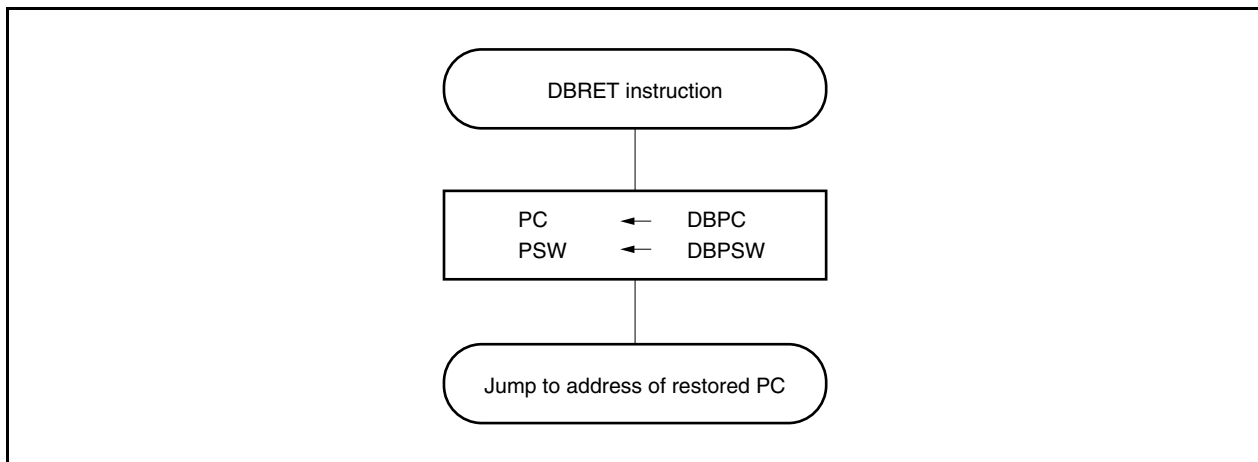 DBRET instruction
PC ← DBPC
PSW ← DBPSW
Jump to address of restored PC